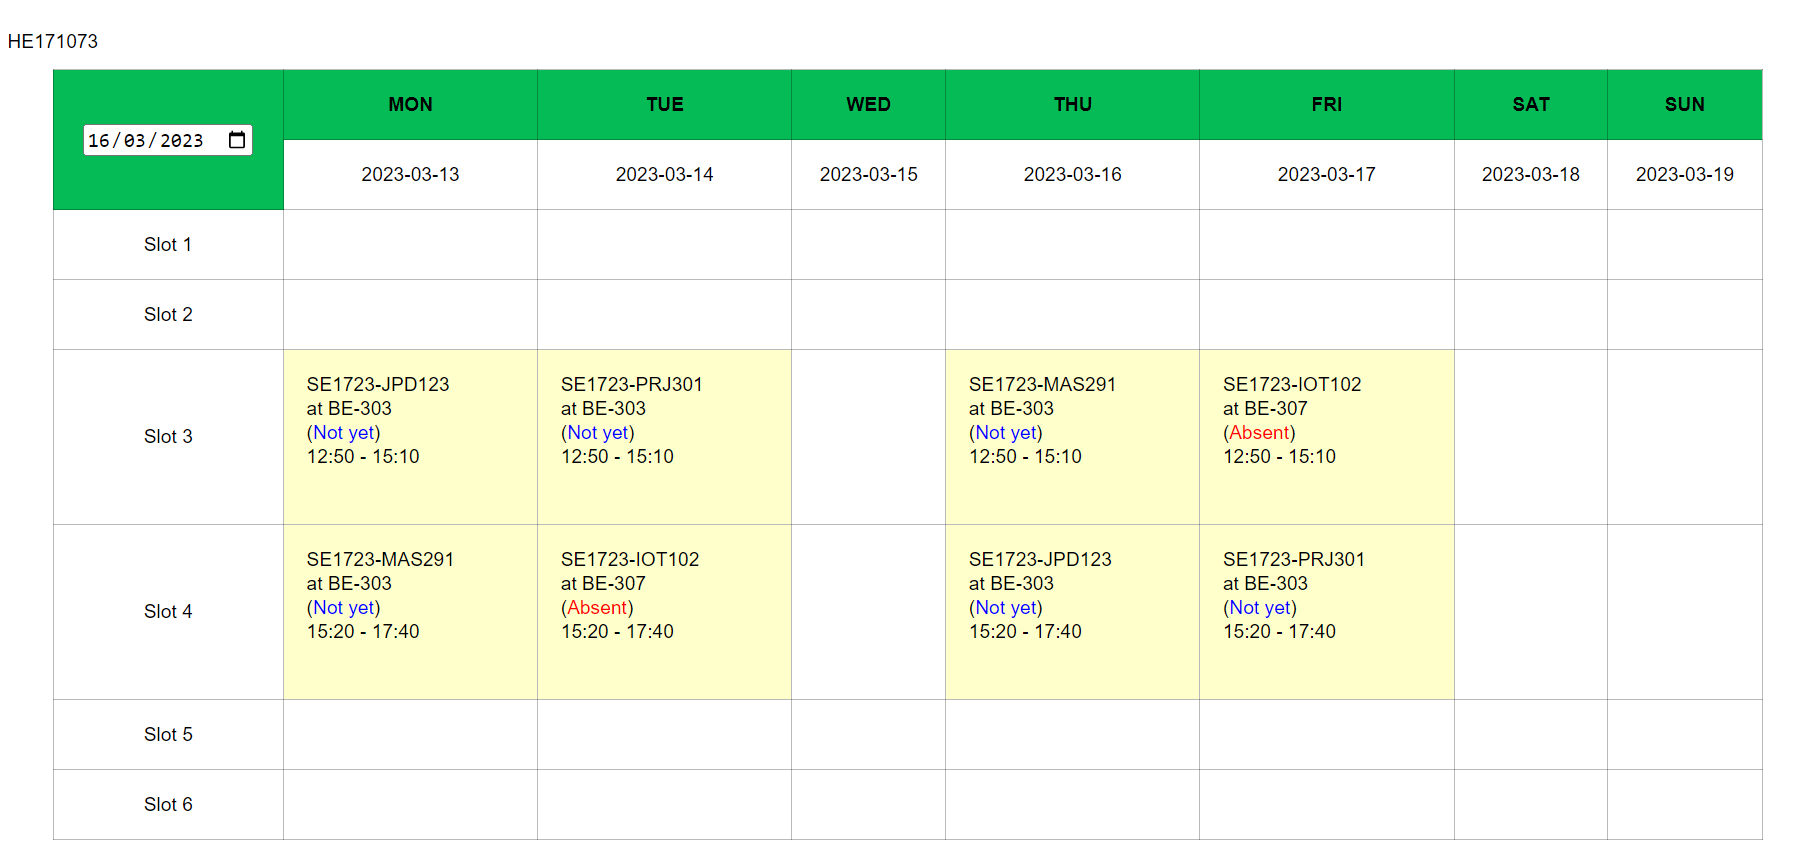 HE171073
16/03/2023
MON TUE WED THU FRI SAT SUN
2023-03-13 2023-03-14 2023-03-15 2023-03-16 2023-03-17 2023-03-18 2023-03-19
Slot 1
Slot 2
Slot 3
SE1723-JPD123
at BE-303
(Not yet)
12:50 - 15:10
SE1723-PRJ301
at BE-303
(Not yet)
12:50 - 15:10
SE1723-MAS291
at BE-303
(Not yet)
12:50 - 15:10
SE1723-IOT102
at BE-307
(Absent)
12:50 - 15:10
Slot 4
SE1723-MAS291
at BE-303
(Not yet)
15:20 - 17:40
SE1723-IOT102
at BE-307
(Absent)
15:20 - 17:40
SE1723-JPD123
at BE-303
(Not yet)
15:20 - 17:40
SE1723-PRJ301
at BE-303
(Not yet)
15:20 - 17:40
Slot 5
Slot 6